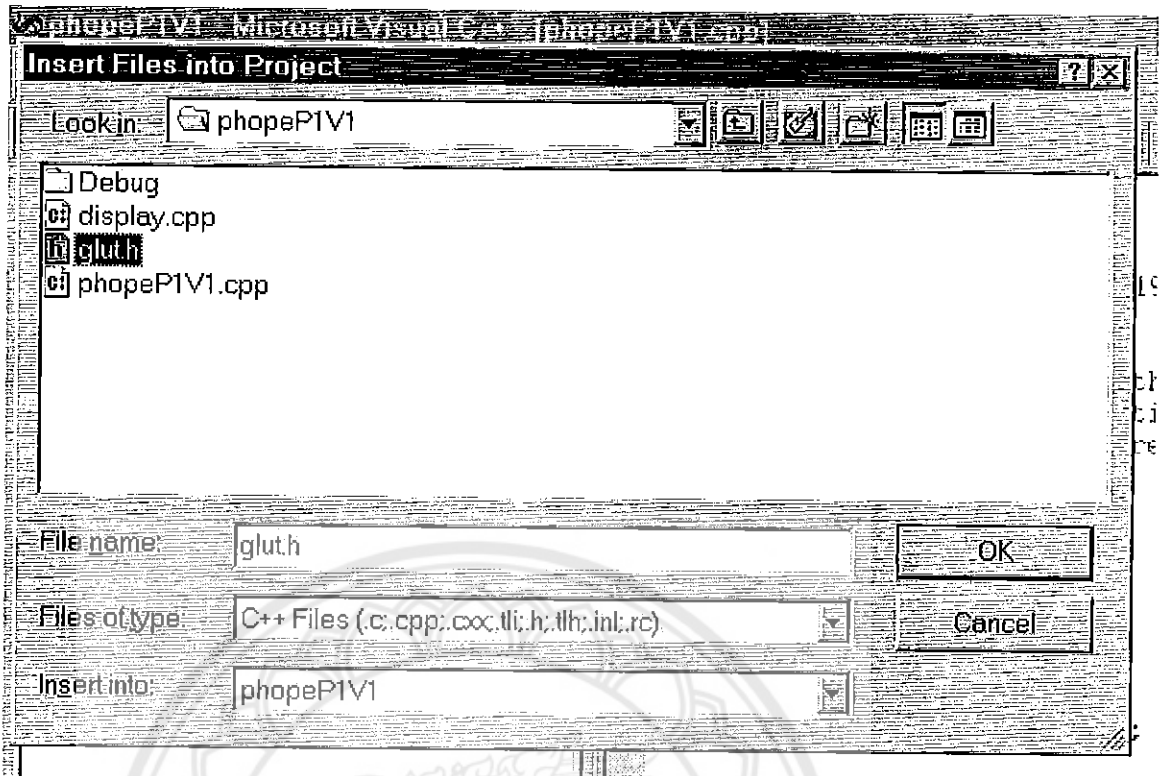 phopeP1V1 - Microsoft Visual C++ - [phopeP1V1.cpp]
Insert Files into Project
Look in: phopeP1V1
Debug
display.cpp
glut.h
phopeP1V1.cpp
File name: glut.h
OK
Files of type: C++ Files (.c;.cpp;.cxx;.tli;.h;.tlh;.inl;.rc)
Cancel
Insert into: phopeP1V1